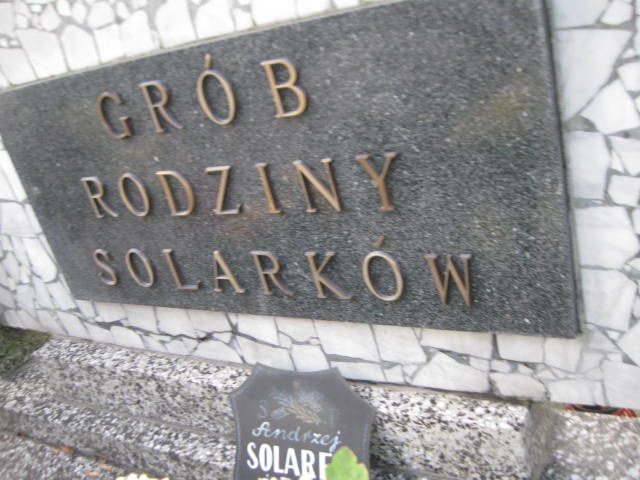 GRÓB
RODZINY
SOLARKÓW
Andrzej